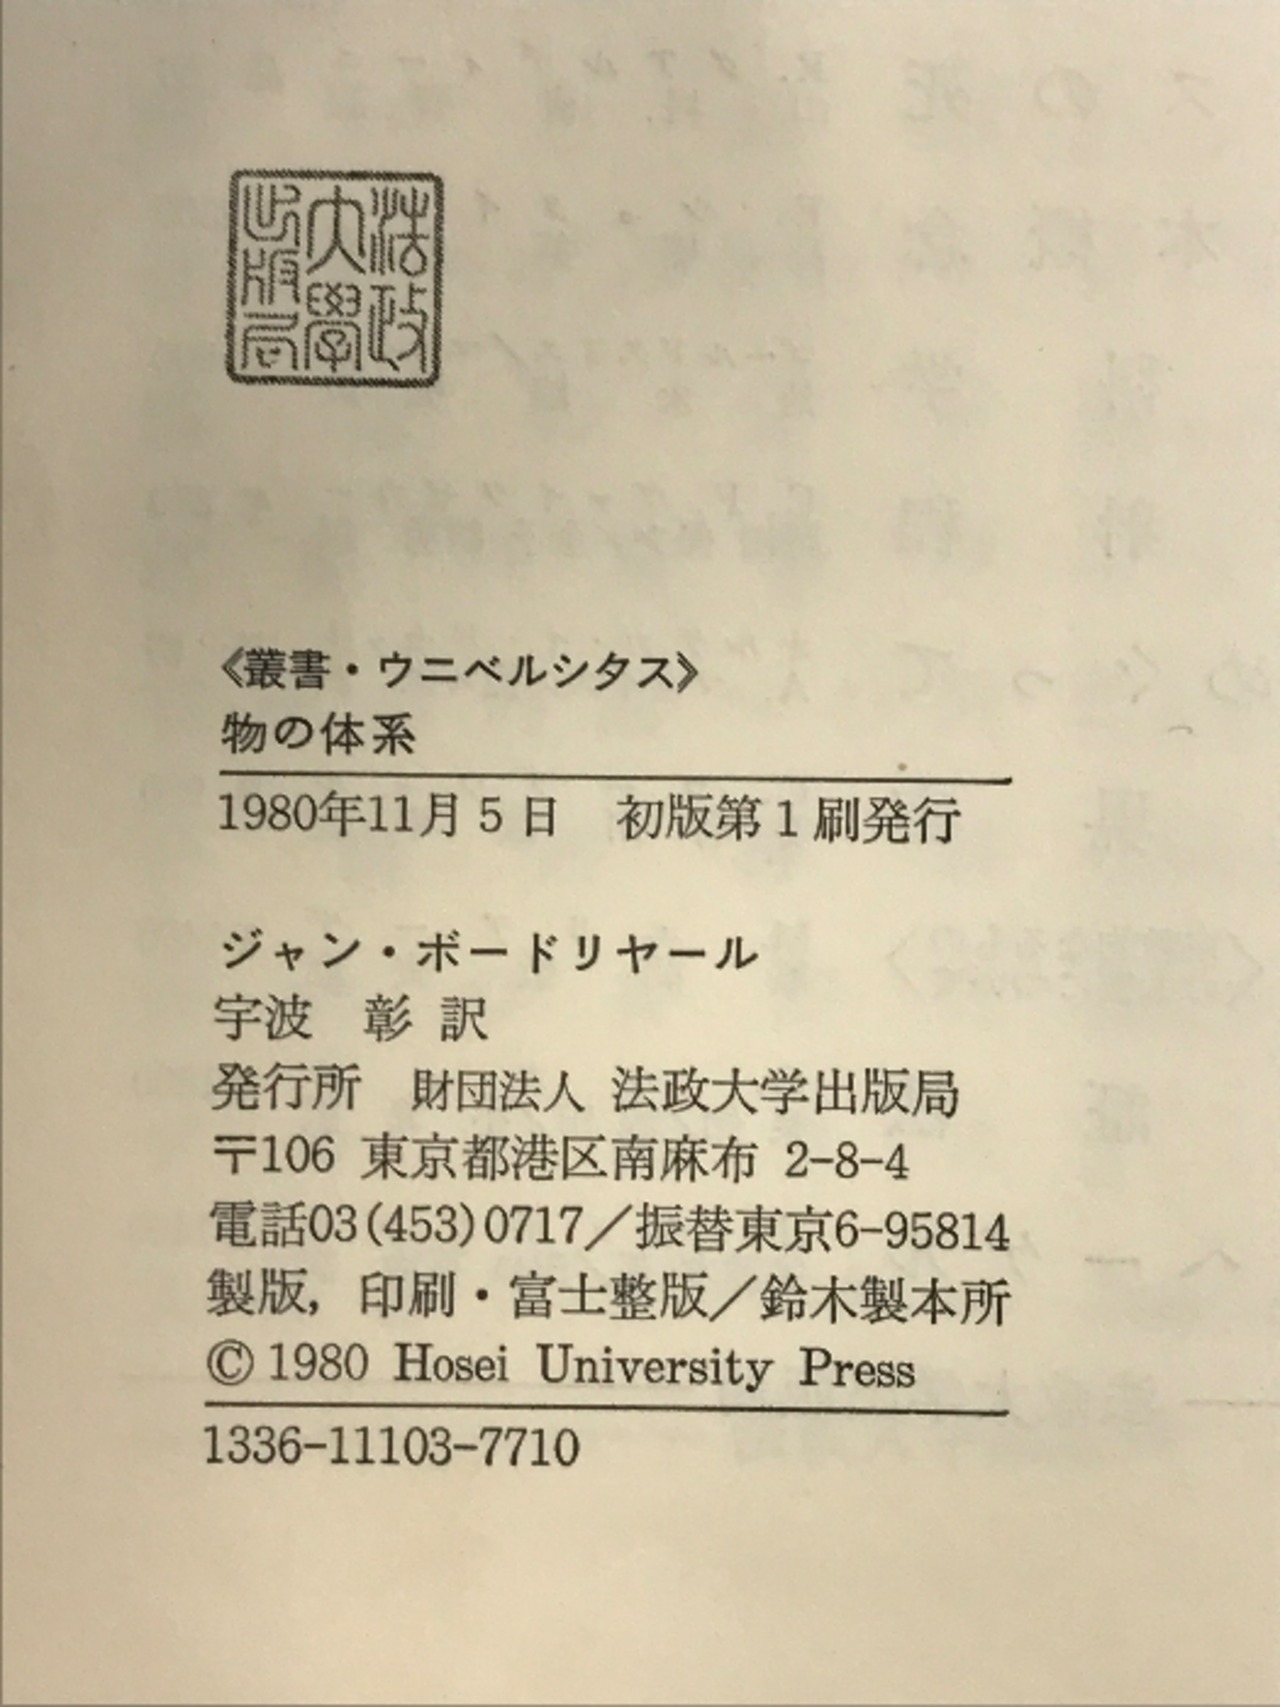 法政
大學
出版局
《叢書・ウニベルシタス》
物の体系
1980年11月5日　初版第1刷発行
ジャン・ボードリヤール
宇波　彰 訳
発行所　財団法人 法政大学出版局
〒106 東京都港区南麻布 2-8-4
電話03(453)0717／振替東京6-95814
製版，印刷・富士整版／鈴木製本所
© 1980 Hosei University Press
1336-11103-7710